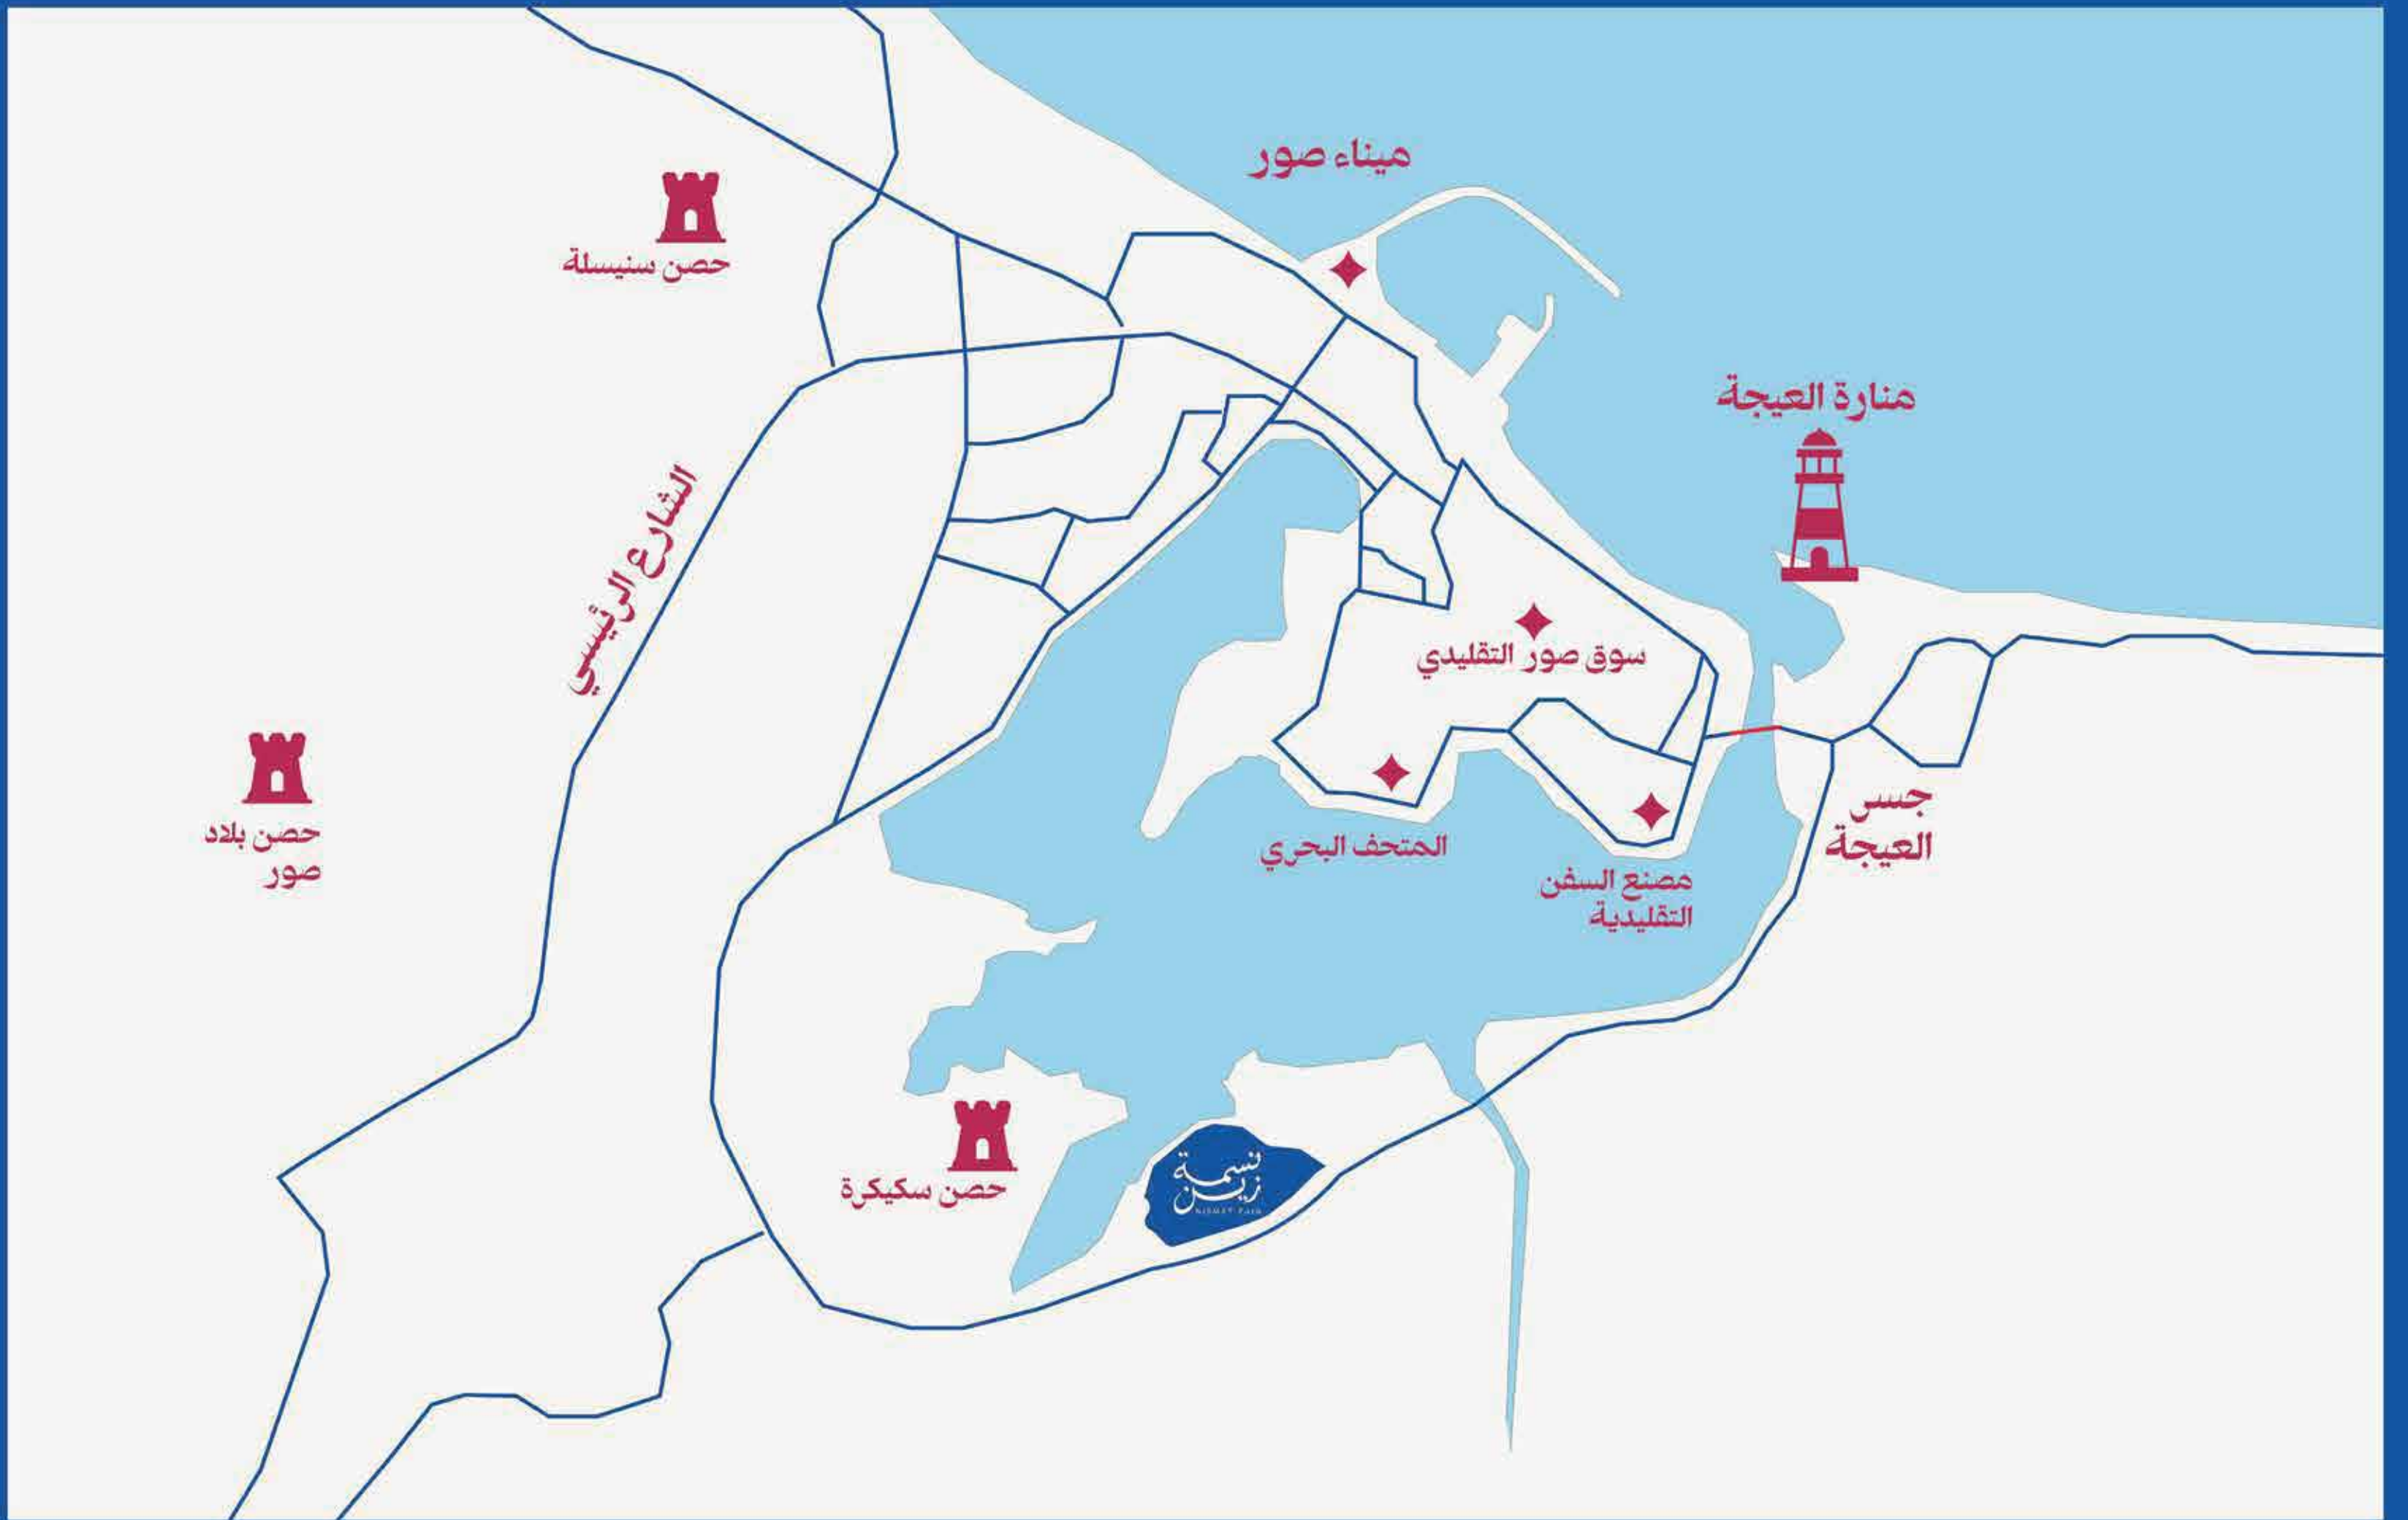 ميناء صور
حصن سنيسلة
منارة العيجة
الشارع الرئيسي
سوق صور التقليدي
حصن بلاد
صور
جسر
العيجة
المتحف البحري
مصنع السفن
التقليدية
نسمة
زين
حصن سكيكرة